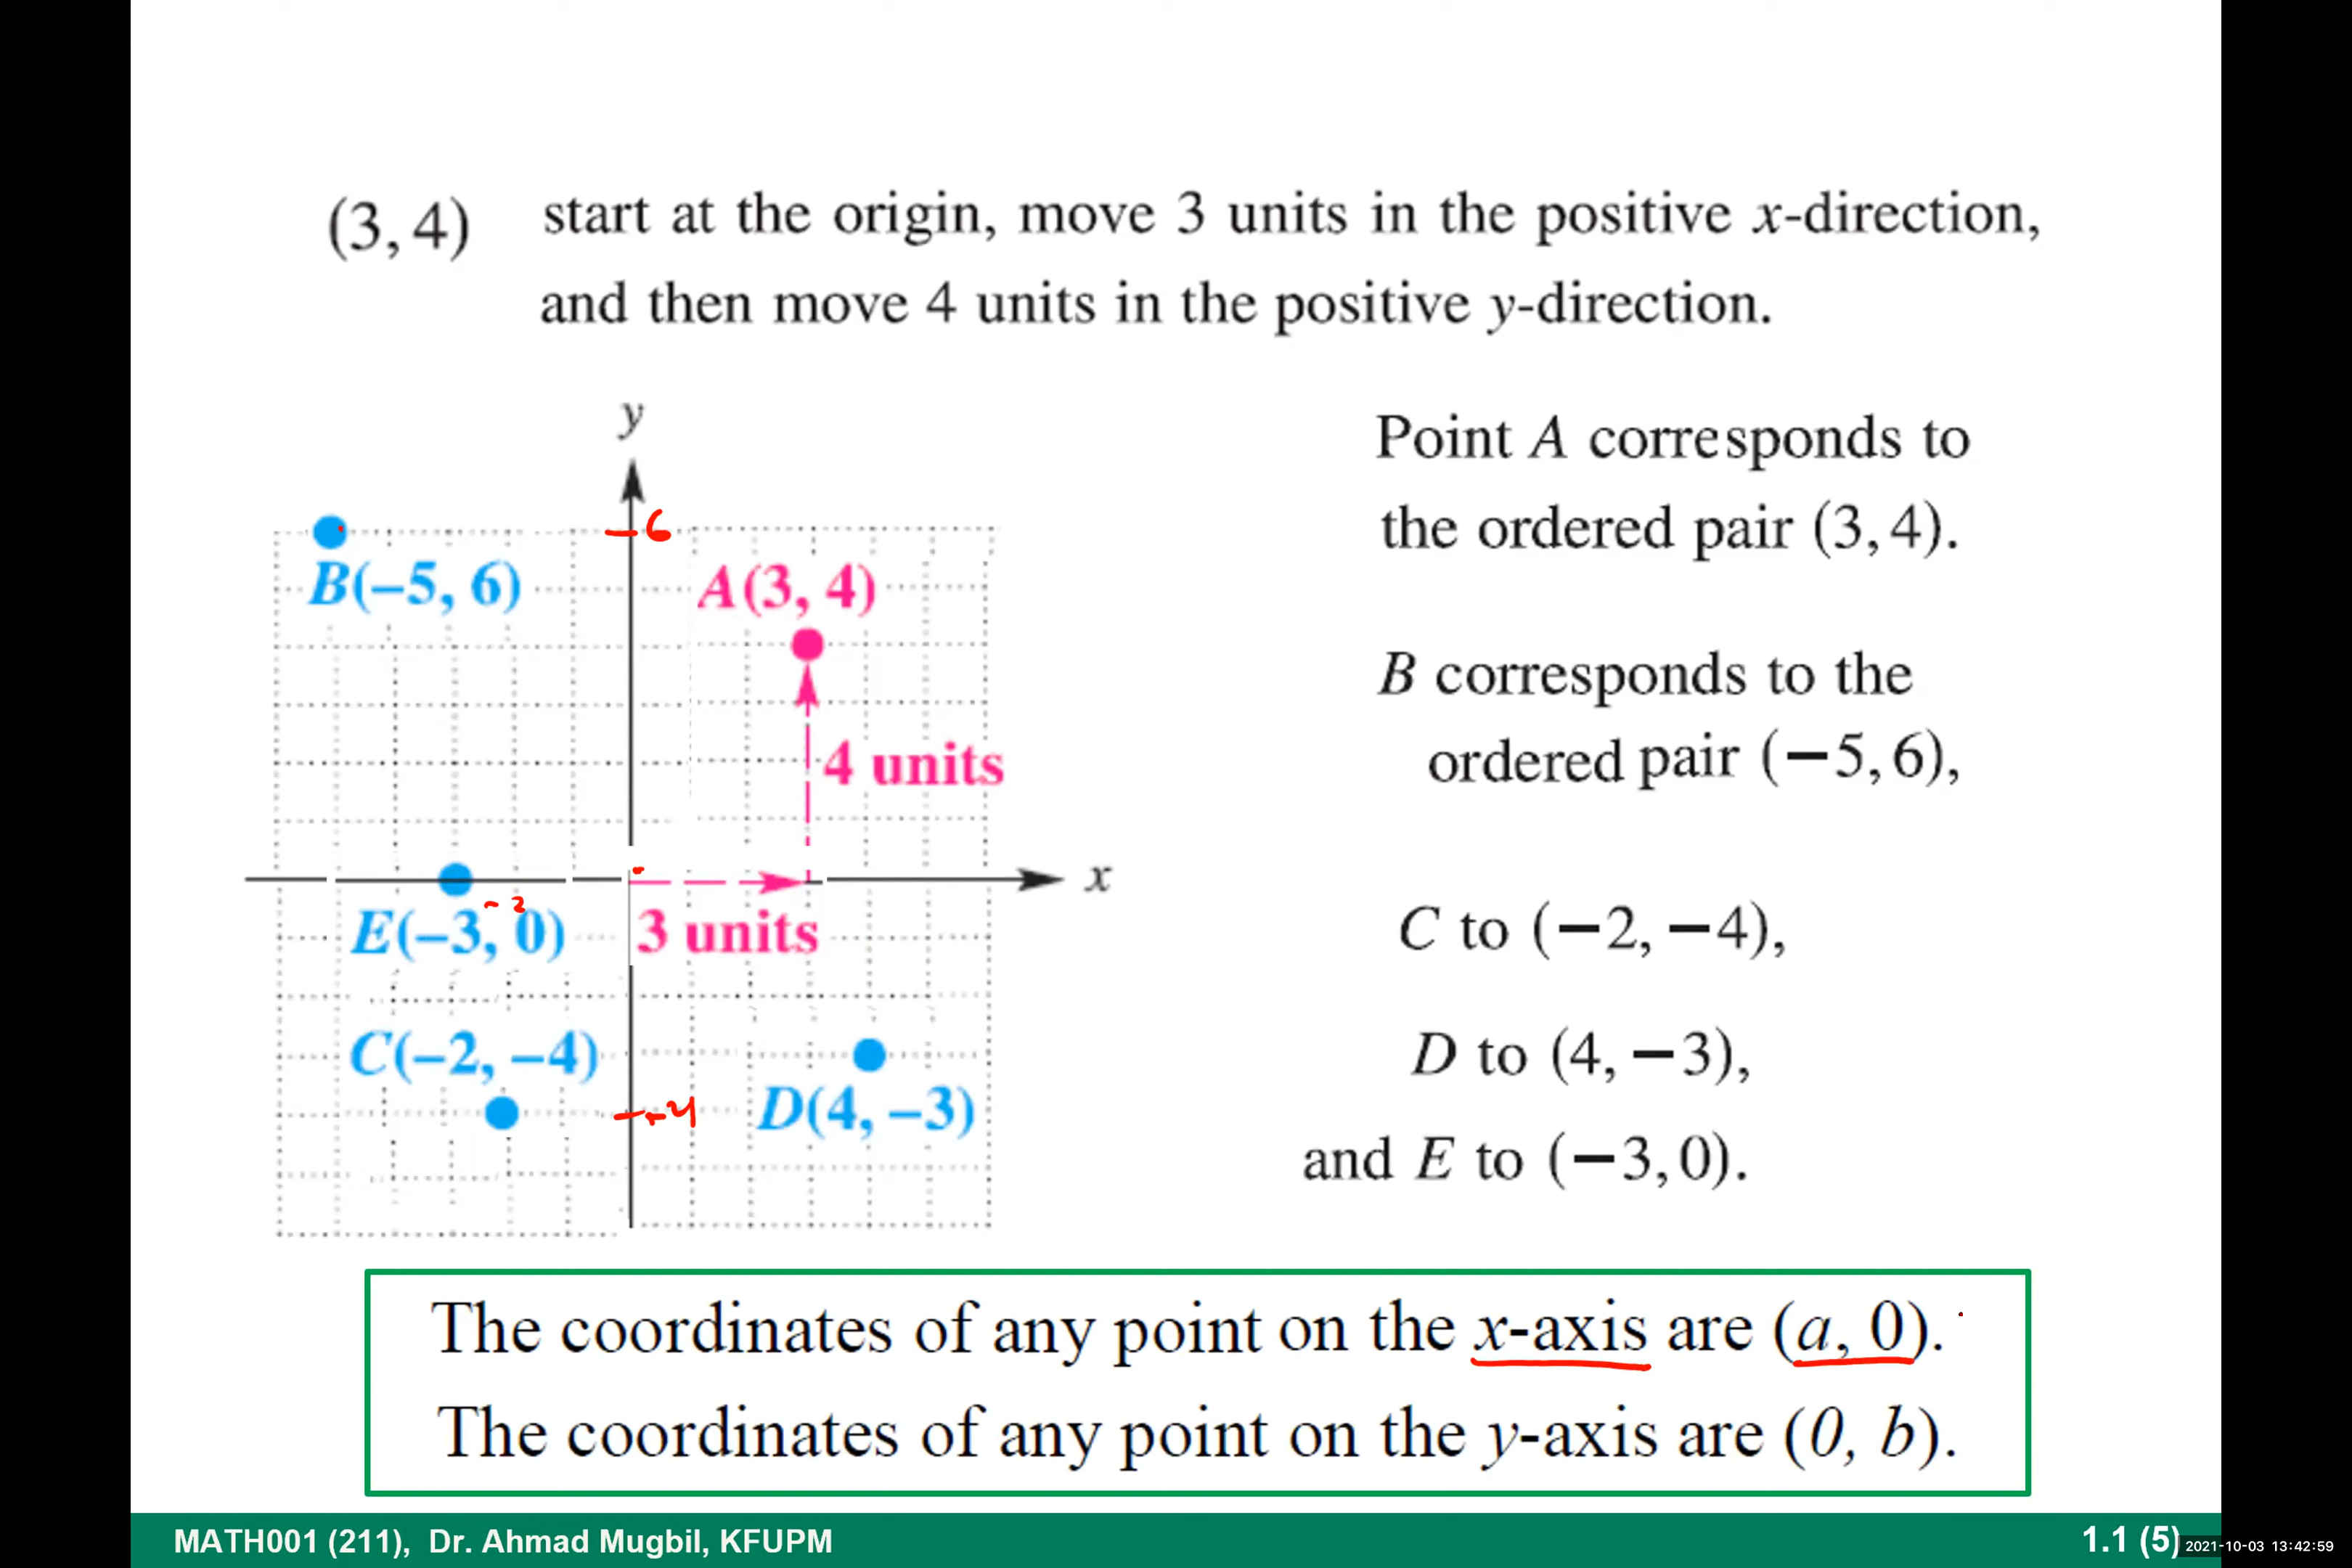 (3, 4) start at the origin, move 3 units in the positive x-direction,
and then move 4 units in the positive y-direction.
y
6
B(−5, 6)
A(3, 4)
4 units
x
E(−3, 0)
3 units
C(−2, −4)
−4
D(4, −3)
Point A corresponds to
the ordered pair (3, 4).
B corresponds to the
ordered pair (−5, 6),
C to (−2, −4),
D to (4, −3),
and E to (−3, 0).
The coordinates of any point on the x-axis are (a, 0).
The coordinates of any point on the y-axis are (0, b).
MATH001 (211), Dr. Ahmad Mugbil, KFUPM
1.1 (5)
2021-10-03 13:42:59